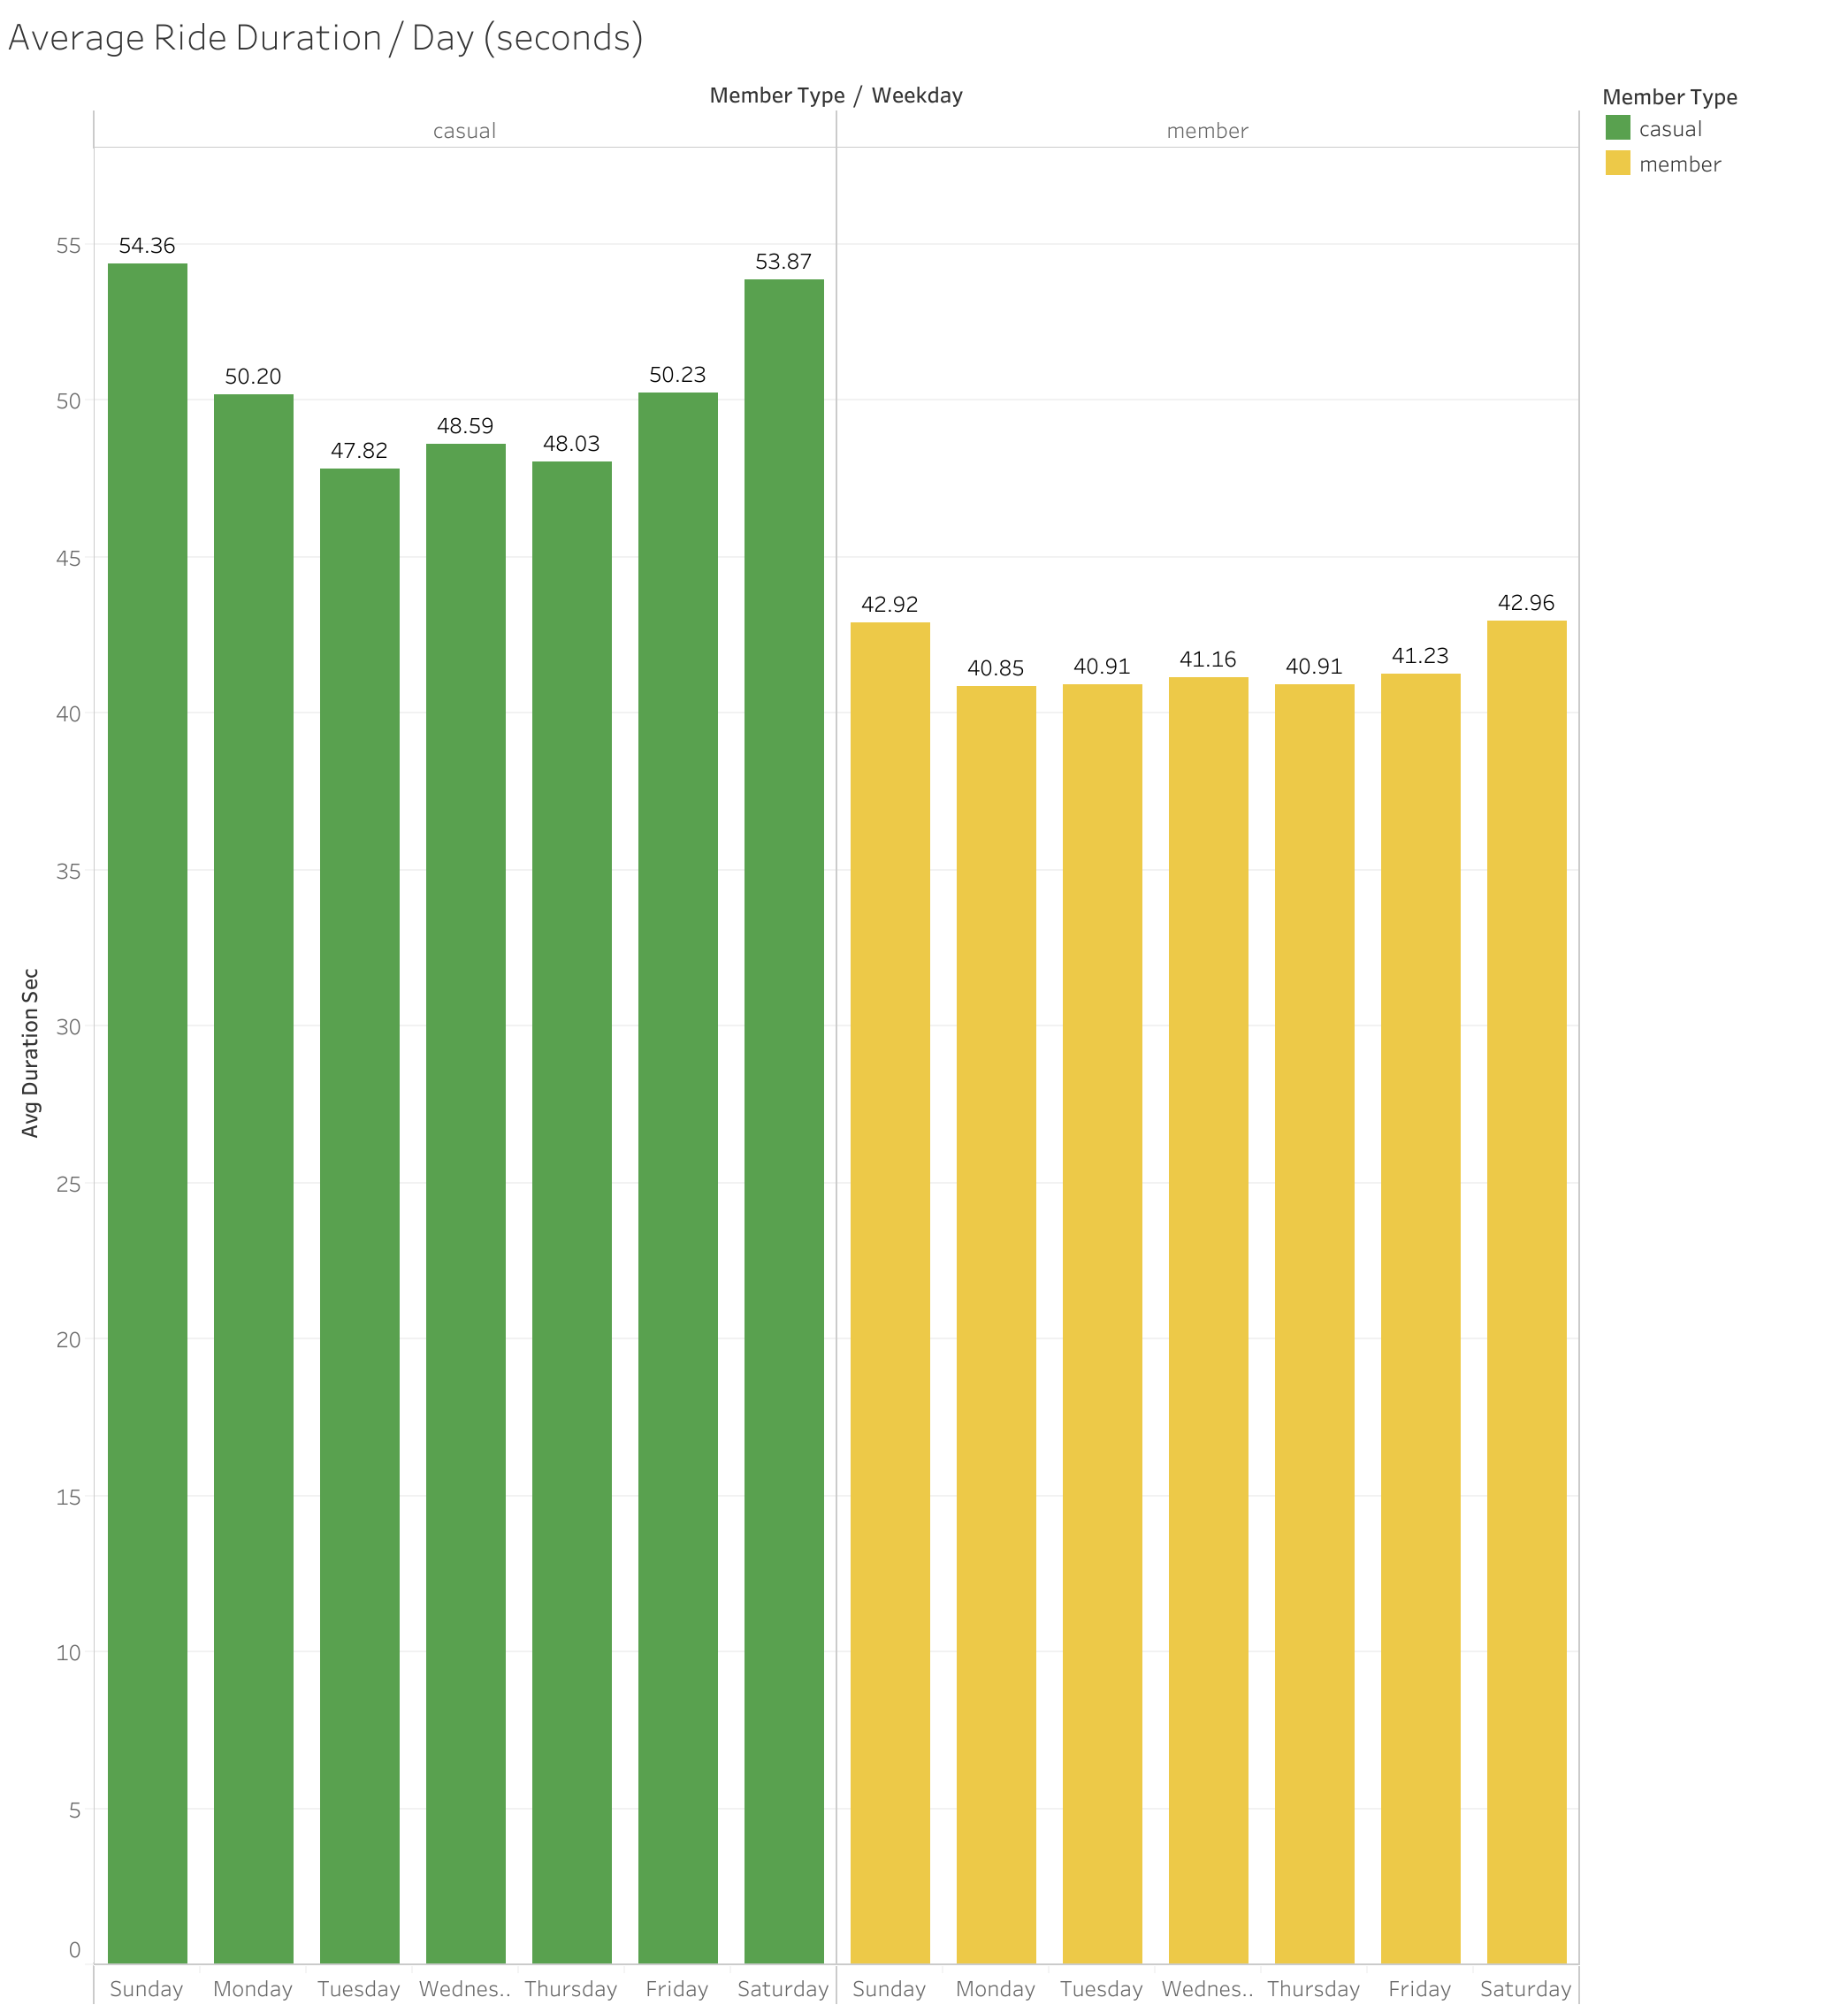 Average Ride Duration / Day (seconds)
Member Type / Weekday
casual
member
Member Type
casual
member
Avg Duration Sec
55
50
45
40
35
30
25
20
15
10
5
0
54.36
50.20
47.82
48.59
48.03
50.23
53.87
42.92
40.85
40.91
41.16
40.91
41.23
42.96
Sunday Monday Tuesday Wednes.. Thursday Friday Saturday Sunday Monday Tuesday Wednes.. Thursday Friday Saturday